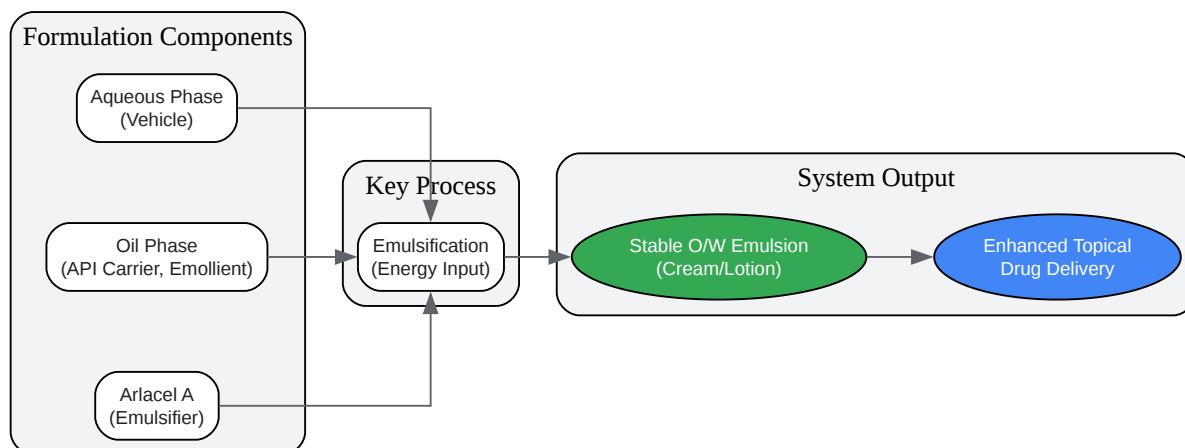 Formulation Components
Aqueous Phase
(Vehicle)
Oil Phase
(API Carrier, Emollient)
Arlacel A
(Emulsifier)
Key Process
Emulsification
(Energy Input)
System Output
Stable O/W Emulsion
(Cream/Lotion)
Enhanced Topical
Drug Delivery